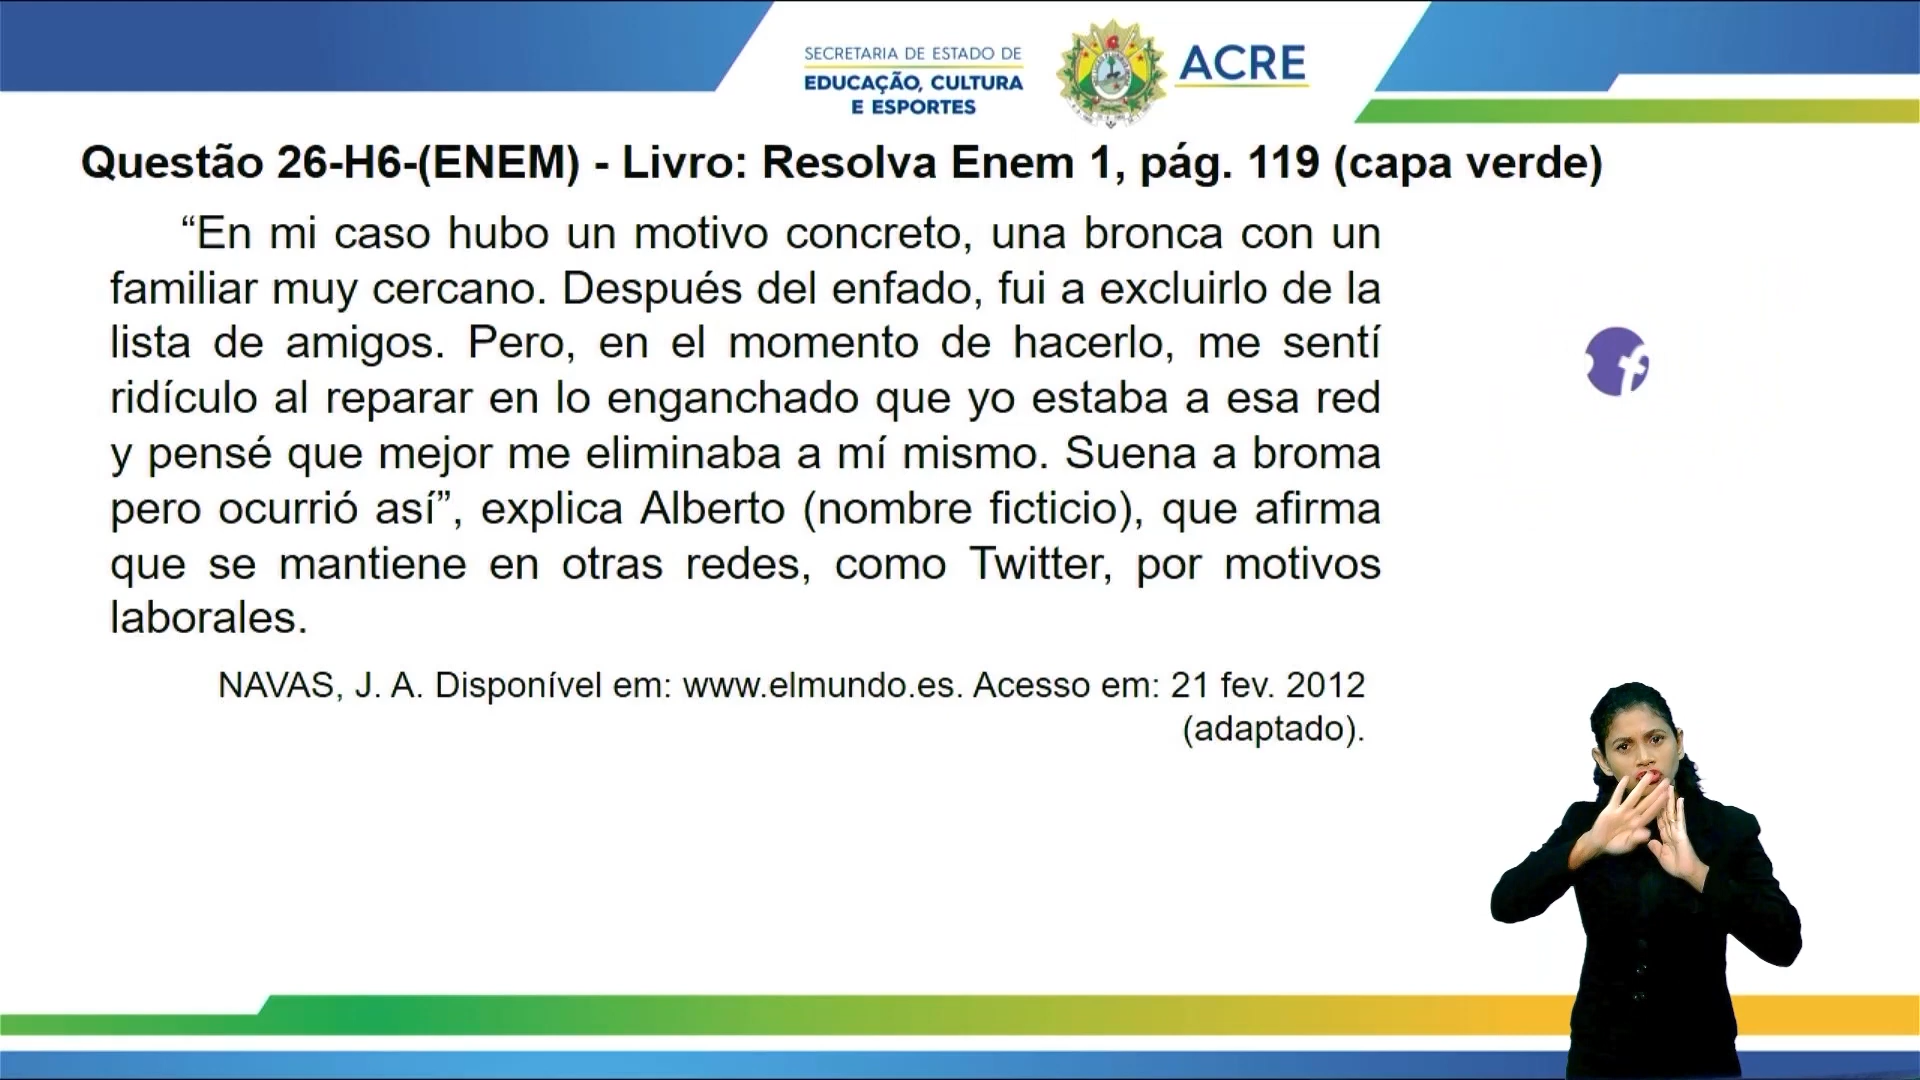 SECRETARIA DE ESTADO DE
EDUCAÇÃO, CULTURA
E ESPORTES
ACRE
Questão 26-H6-(ENEM) - Livro: Resolva Enem 1, pág. 119 (capa verde)
“En mi caso hubo un motivo concreto, una bronca con un
familiar muy cercano. Después del enfado, fui a excluirlo de la
lista de amigos. Pero, en el momento de hacerlo, me sentí
ridículo al reparar en lo enganchado que yo estaba a esa red
y pensé que mejor me eliminaba a mí mismo. Suena a broma
pero ocurrió así”, explica Alberto (nombre ficticio), que afirma
que se mantiene en otras redes, como Twitter, por motivos
laborales.
NAVAS, J. A. Disponível em: www.elmundo.es. Acesso em: 21 fev. 2012
(adaptado).